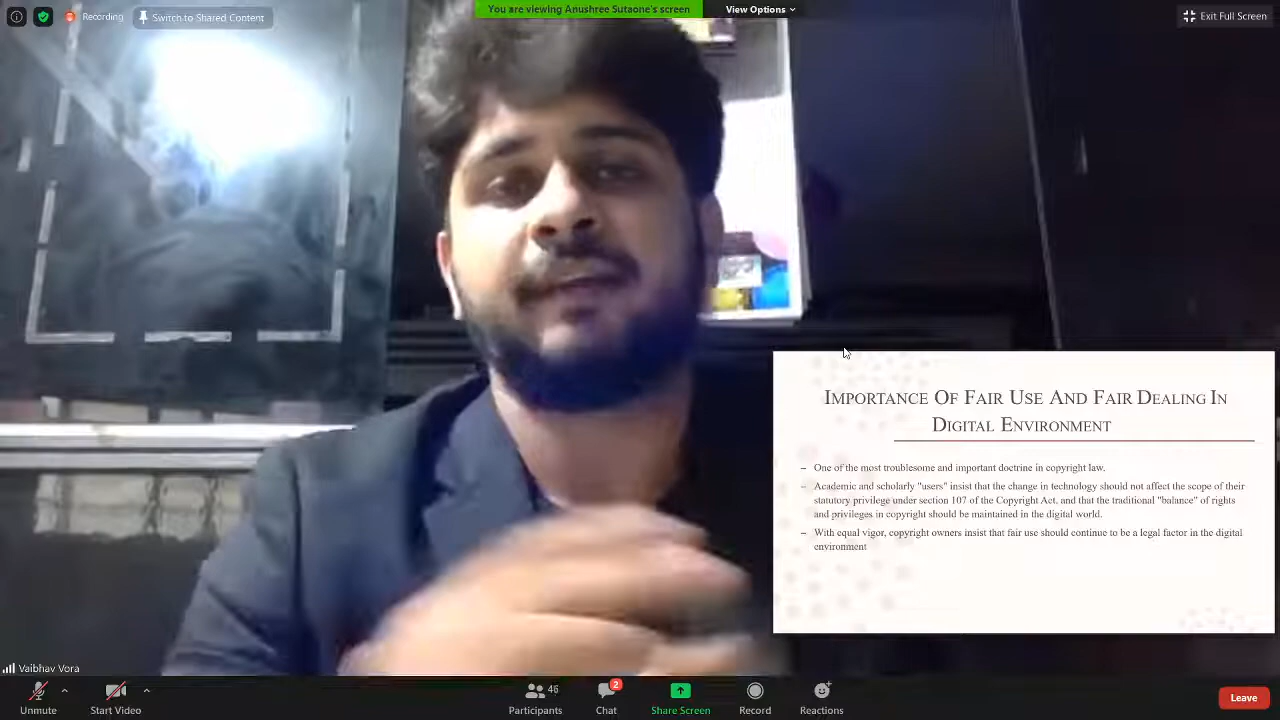 Recording
Switch to Shared Content
You are viewing Anushree Sutaone's screen
View Options
Exit Full Screen
IMPORTANCE OF FAIR USE AND FAIR DEALING IN
DIGITAL ENVIRONMENT
– One of the most troublesome and important doctrine in copyright law.
– Academic and scholarly "users" insist that the change in technology should not affect the scope of their
statutory privilege under section 107 of the Copyright Act, and that the traditional "balance" of rights
and privileges in copyright should be maintained in the digital world.
– With equal vigor, copyright owners insist that fair use should continue to be a legal factor in the digital
environment
Vaibhav Vora
Unmute
Start Video
46
Participants
2
Chat
Share Screen
Record
Reactions
Leave